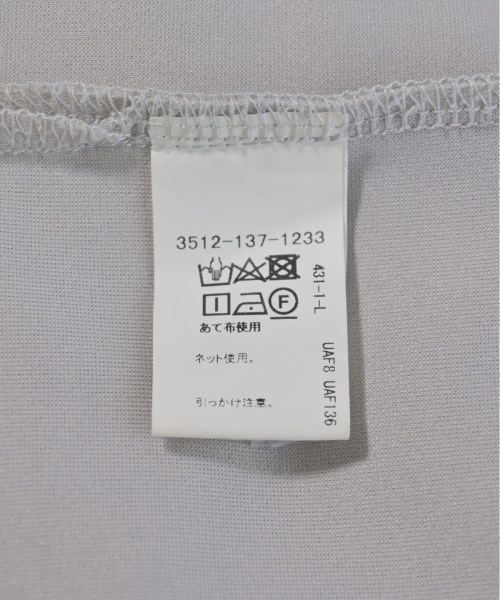 3512-137-1233
F
あて布使用
ネット使用。
引っかけ注意。
431-1-L
UAF8 UAF136